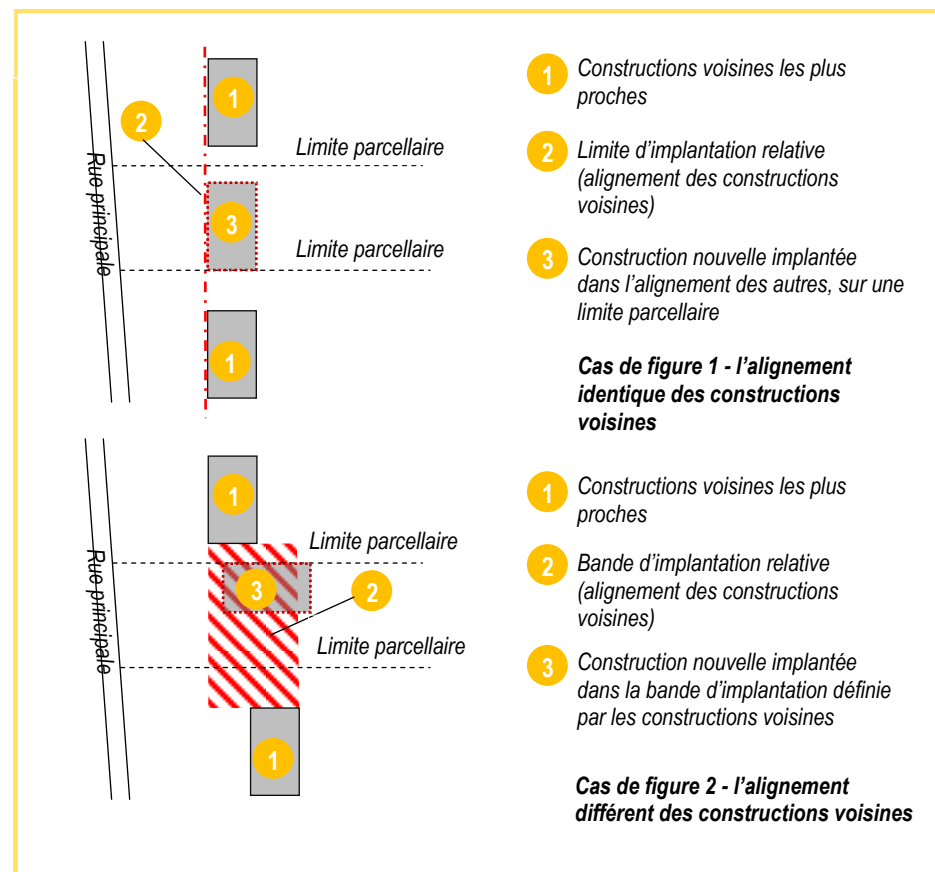 1
Constructions voisines les plus
proches
2
Limite d'implantation relative
(alignement des constructions
voisines)
3
Construction nouvelle implantée
dans l'alignement des autres, sur une
limite parcellaire
Cas de figure 1 - l'alignement
identique des constructions
voisines
1
2
Limite parcellaire
Rue principale
3
Limite parcellaire
1
1
Constructions voisines les plus
proches
2
Bande d'implantation relative
(alignement des constructions
voisines)
3
Construction nouvelle implantée
dans la bande d'implantation définie
par les constructions voisines
Cas de figure 2 - l'alignement
différent des constructions voisines
1
Limite parcellaire
Rue principale
3
2
Limite parcellaire
1